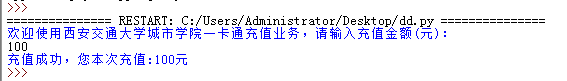 >>>
=============== RESTART: C:/Users/Administrator/Desktop/dd.py ===============
欢迎使用西安交通大学城市学院一卡通充值业务，请输入充值金额(元)：
100
充值成功，您本次充值:100元
>>>